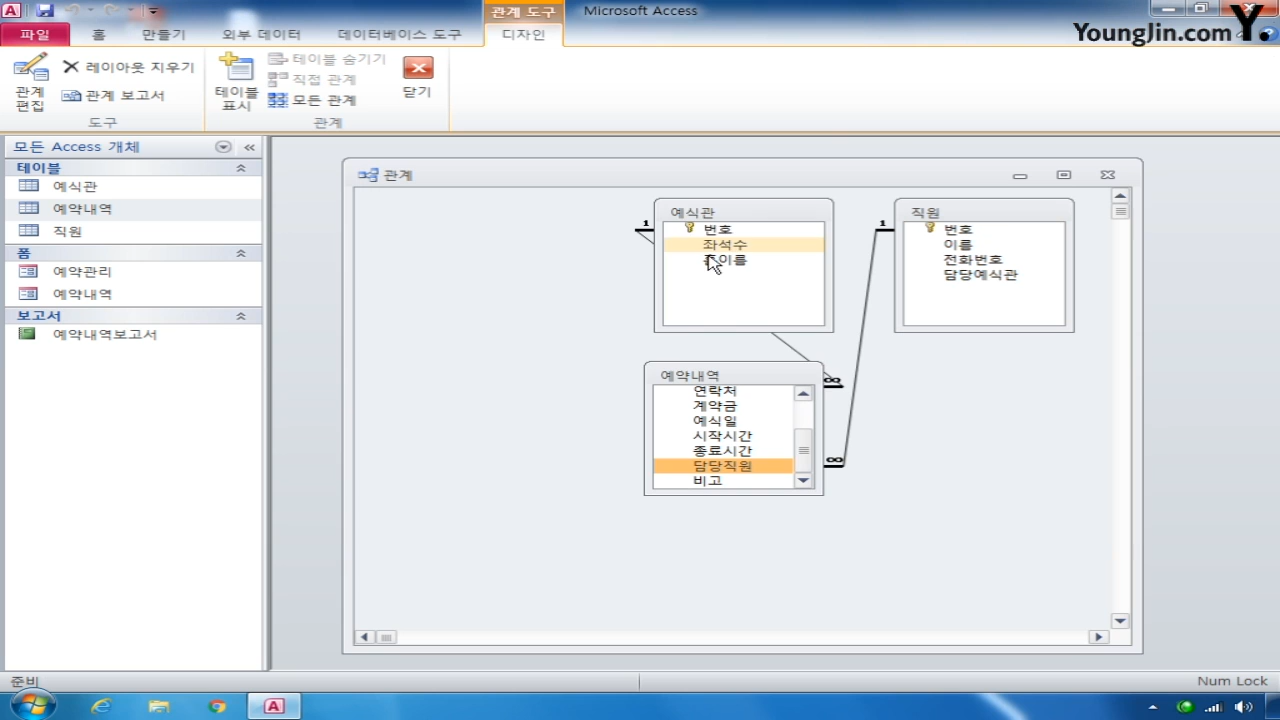 관계 도구
Microsoft Access
파일
홈
만들기
외부 데이터
데이터베이스 도구
디자인
YoungJin.com Y.
관계
편집
레이아웃 지우기
관계 보고서
도구
테이블
표시
테이블 숨기기
직접 관계
모든 관계
관계
닫기
모든 Access 개체
테이블
예식관
예약내역
직원
폼
예약관리
예약내역
보고서
예약내역보고서
관계
예식관
번호
좌석수
이름
직원
번호
이름
전화번호
담당예식관
1
1
∞
∞
예약내역
연락처
계약금
예식일
시작시간
종료시간
담당직원
비고
준비
Num Lock